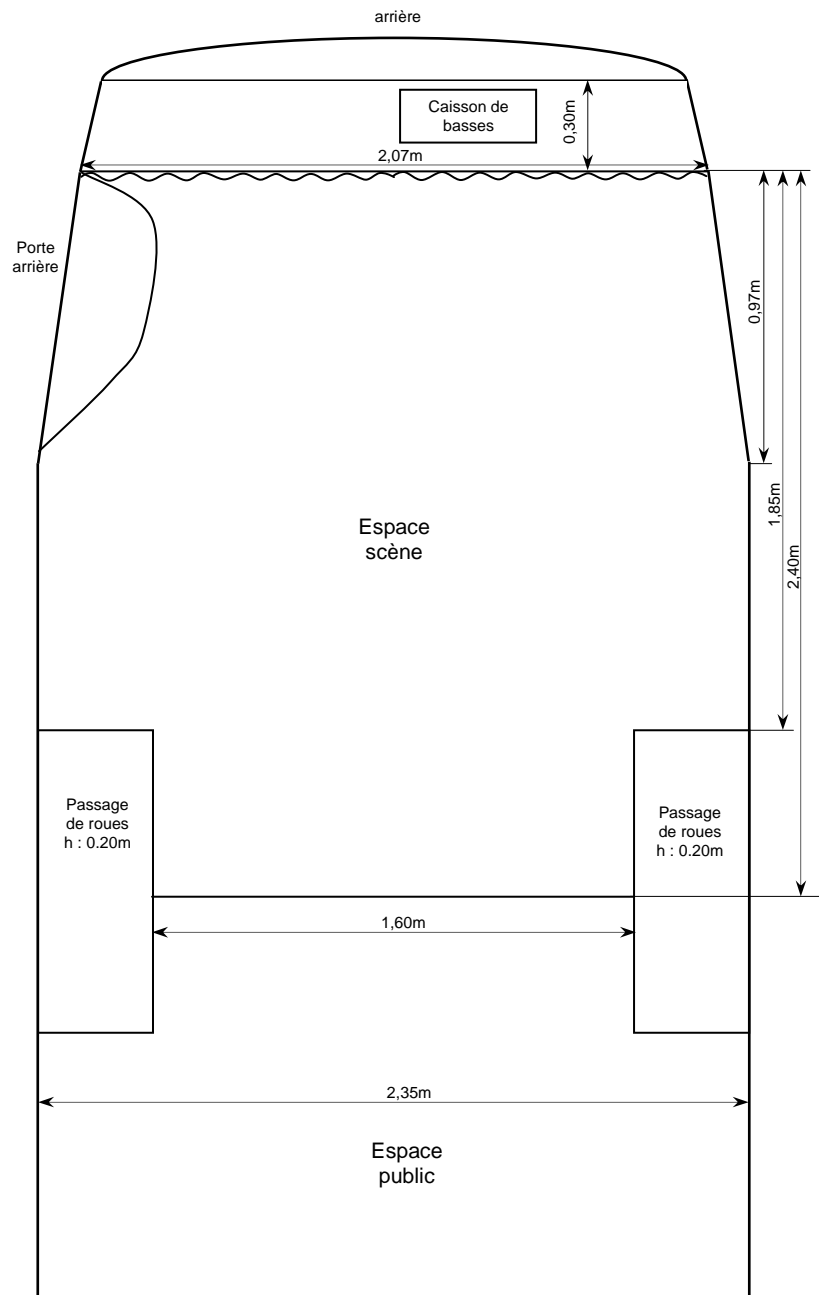 arrière
Caisson de
basses
0,30m
2,07m
Porte
arrière
0,97m
1,85m
2,40m
Espace
scène
Passage
de roues
h : 0.20m
Passage
de roues
h : 0.20m
1,60m
2,35m
Espace
public